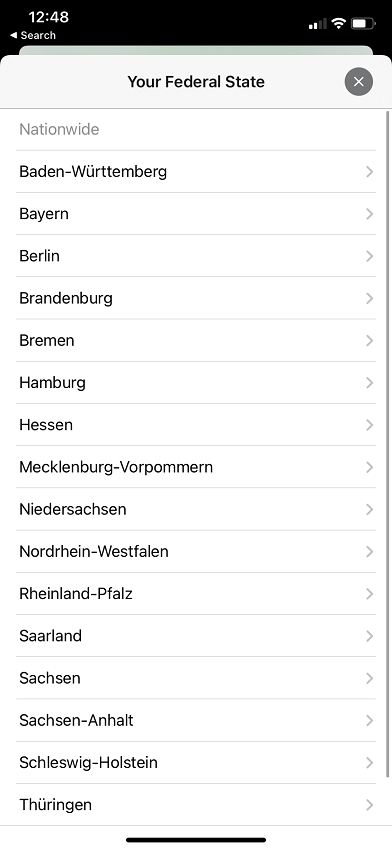 12:48
◀ Search
Your Federal State
Nationwide
Baden-Württemberg
Bayern
Berlin
Brandenburg
Bremen
Hamburg
Hessen
Mecklenburg-Vorpommern
Niedersachsen
Nordrhein-Westfalen
Rheinland-Pfalz
Saarland
Sachsen
Sachsen-Anhalt
Schleswig-Holstein
Thüringen